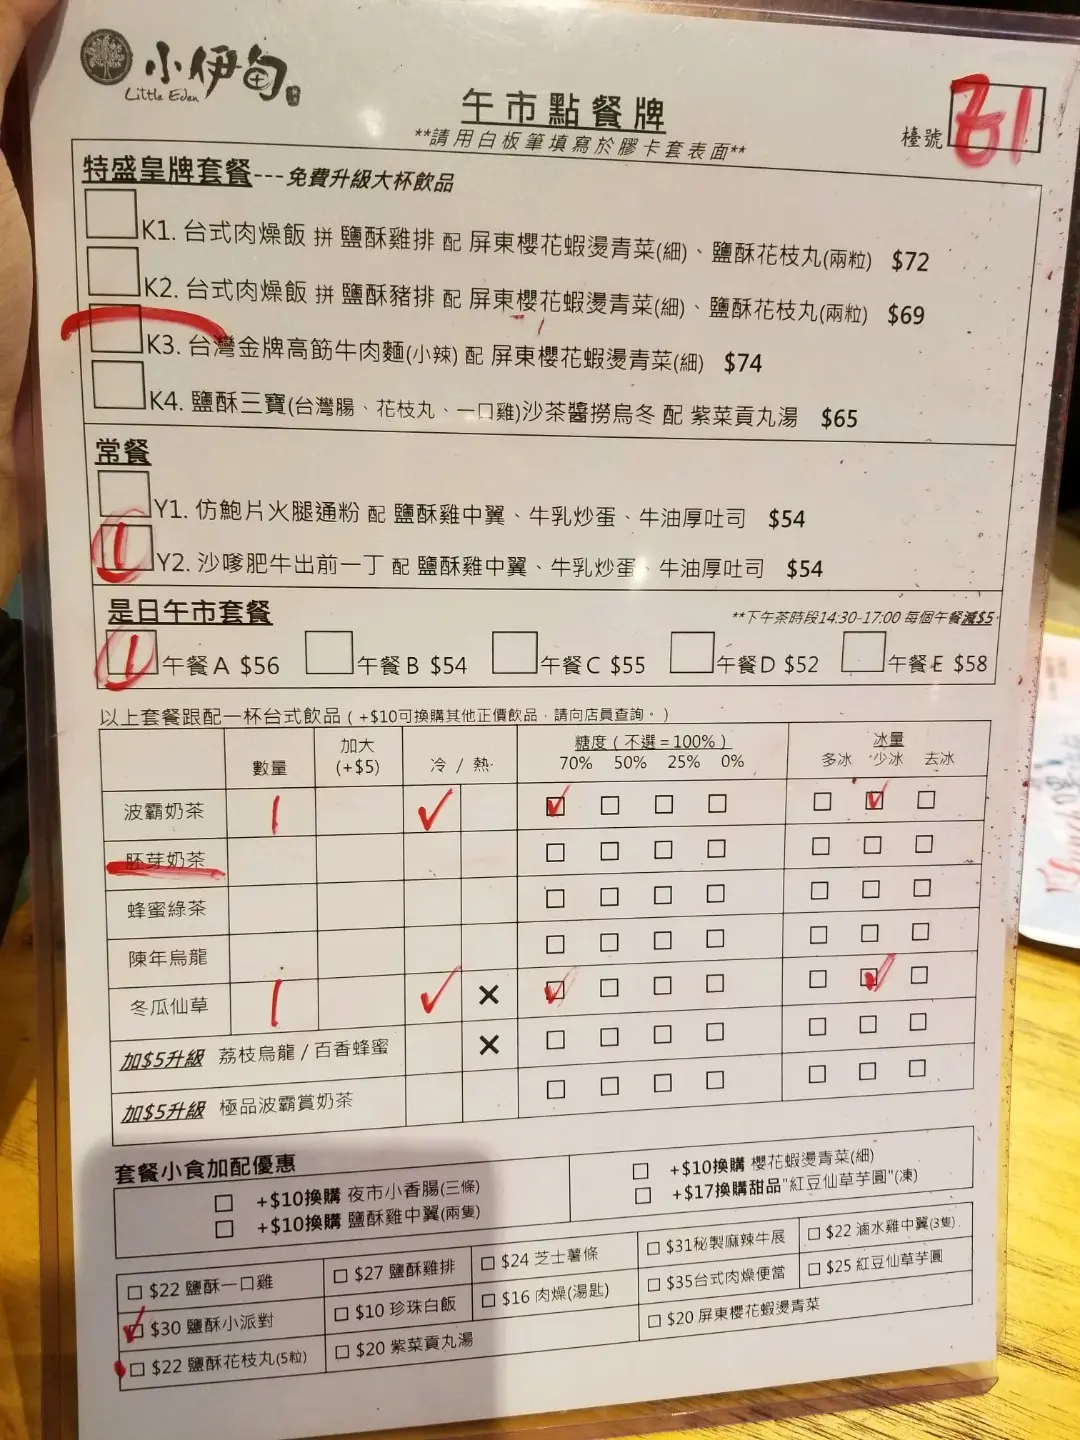 小伊甸
Little Eden
午市點餐牌
**請用白板筆填寫於膠卡套表面**
檯號
特盛皇牌套餐---免費升級大杯飲品
K1. 台式肉燥飯 拼 鹽酥雞排 配 屏東櫻花蝦燙青菜(細)、鹽酥花枝丸(兩粒) $72
K2. 台式肉燥飯 拼 鹽酥豬排 配 屏東櫻花蝦燙青菜(細)、鹽酥花枝丸(兩粒) $69
K3. 台灣金牌高筋牛肉麵(小辣) 配 屏東櫻花蝦燙青菜(細) $74
K4. 鹽酥三寶(台灣腸、花枝丸、一口雞)沙茶醬撈烏冬 配 紫菜貢丸湯 $65
常餐
Y1. 仿鮑片火腿通粉 配 鹽酥雞中翼、牛乳炒蛋、牛油厚吐司 $54
1 Y2. 沙嗲肥牛出前一丁 配 鹽酥雞中翼、牛乳炒蛋、牛油厚吐司 $54
是日午市套餐 **下午茶時段14:30-17:00 每個午餐減$5
1 午餐A $56 午餐B $54 午餐C $55 午餐D $52 午餐E $58
以上套餐跟配一杯台式飲品（+$10可換購其他正價飲品，請向店員查詢。）
數量 加大 (+$5) 冷 / 熱 糖度（不選=100%） 冰量
70% 50% 25% 0% 多冰 少冰 去冰
波霸奶茶 1 ✓ ✓ ✓
胚芽奶茶
蜂蜜綠茶
陳年烏龍
冬瓜仙草 1 ✓ × ✓ ✓
加$5升級 荔枝烏龍 / 百香蜂蜜 ×
加$5升級 極品波霸賞奶茶
套餐小食加配優惠
+$10換購 夜市小香腸(三條) +$10換購 櫻花蝦燙青菜(細)
+$10換購 鹽酥雞中翼(兩隻) +$17換購甜品"紅豆仙草芋圓"(凍)
$22 鹽酥一口雞 $27 鹽酥雞排 $24 芝士薯條 $31秘製麻辣牛展 $22 滷水雞中翼(3隻)
✓ $30 鹽酥小派對 $10 珍珠白飯 $16 肉燥(湯匙) $35台式肉燥便當 $25 紅豆仙草芋圓
$22 鹽酥花枝丸(5粒) $20 紫菜貢丸湯 $20 屏東櫻花蝦燙青菜